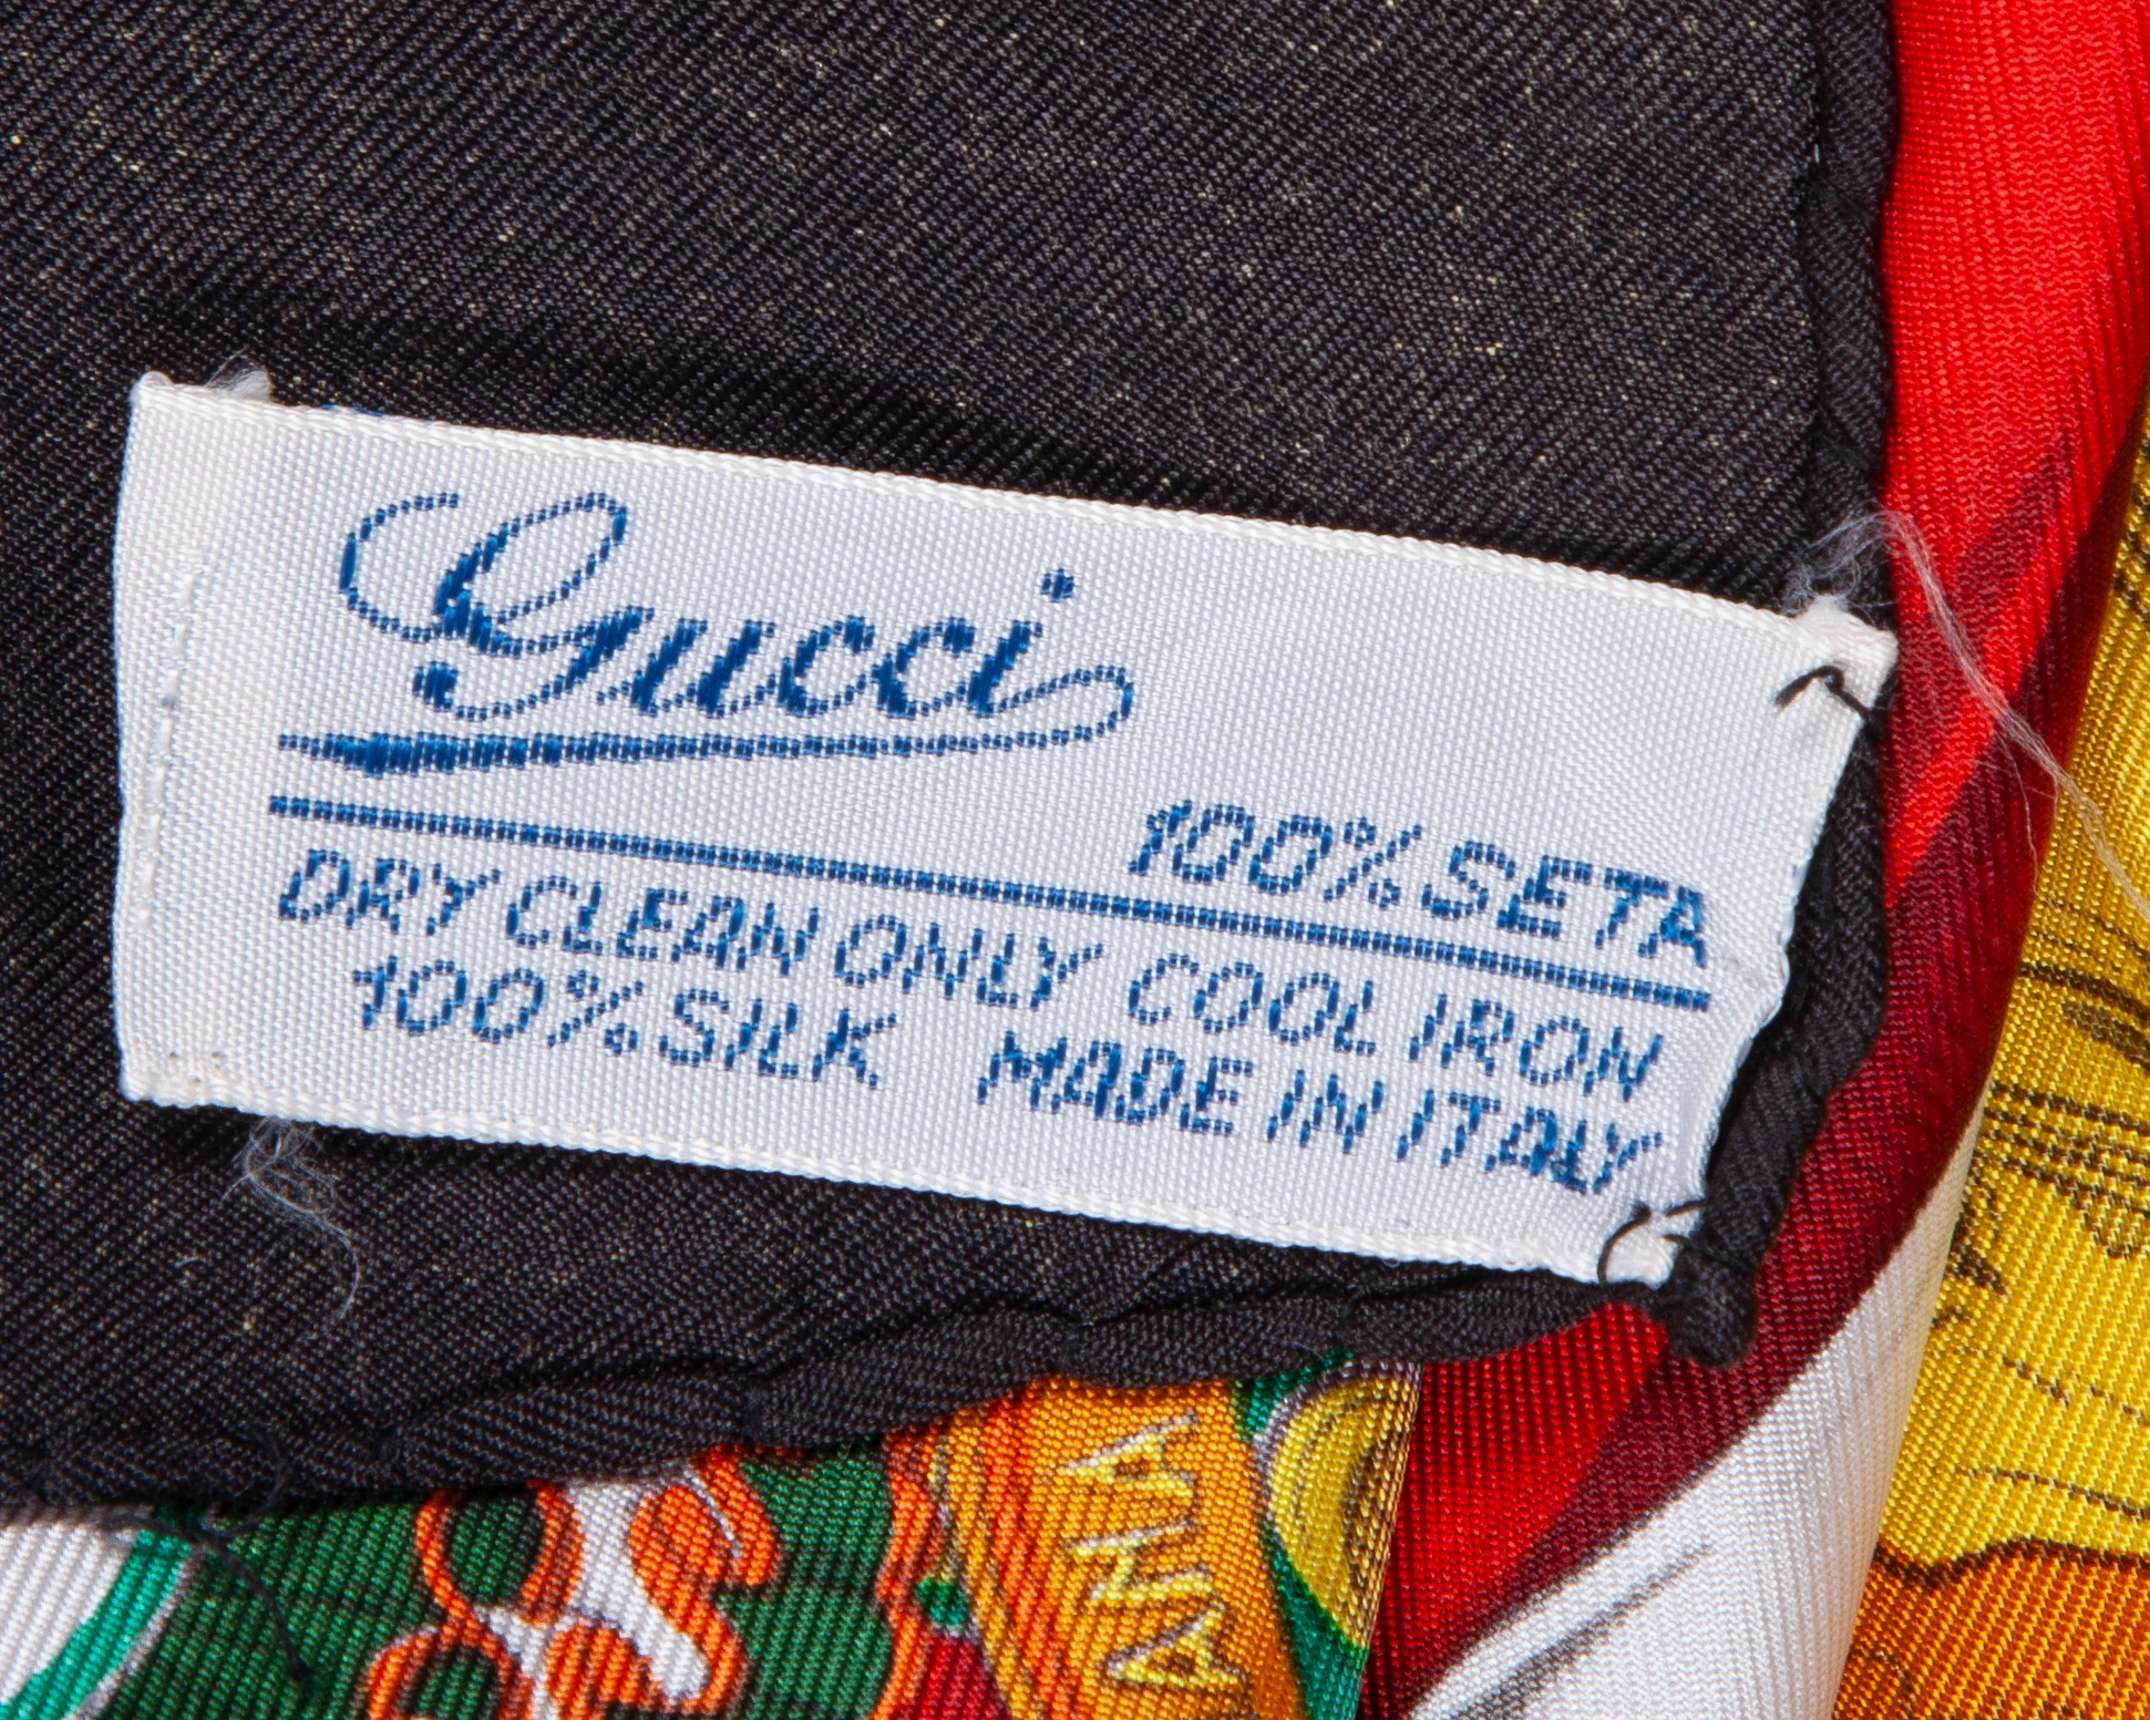 Gucci
100% SETA
DRY CLEAN ONLY COOL IRON
100% SILK MADE IN ITALY